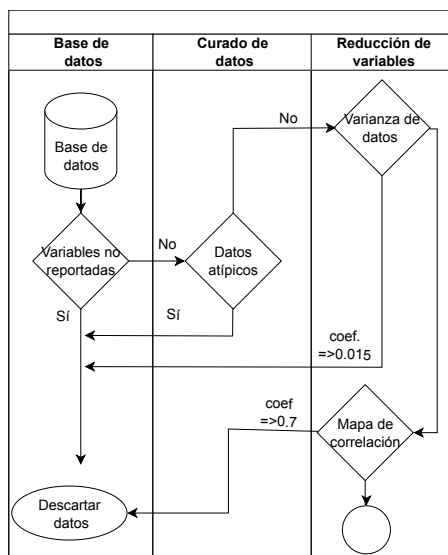 Base de
datos
Curado de
datos
Reducción de
variables
Base de
datos
Variables no
reportadas
No
Datos
atípicos
No
Varianza de
datos
Sí
Sí
coef.
=>0.015
coef
=>0.7
Mapa de
correlación
Descartar
datos